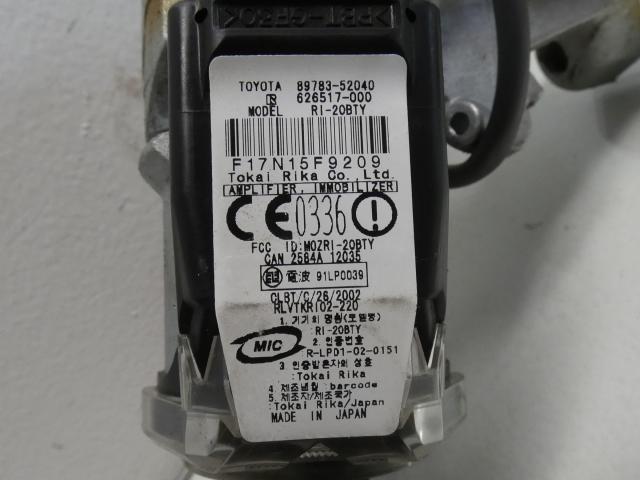 >PBT-GF30<
TOYOTA 89783-52040
R 626517-000
MODEL RI-20BTY
F17N15F9209
Tokai Rika Co. Ltd.
AMPLIFIER, IMMOBILIZER
CE0336
FCC ID:MOZRI-20BTY
CAN 2584A 12035
電波 91LP0039
CLBT/C/26/2002
RLVTKRI02-220
1. 기기의 명칭(모델명)
:RI-20BTY
MIC
2. 인증번호
:R-LPD1-02-0151
3. 인증받은자의 상호
:Tokai Rika
4. 제조년월 :barcode
5. 제조자/제조국가
:Tokai Rika/Japan
MADE IN JAPAN